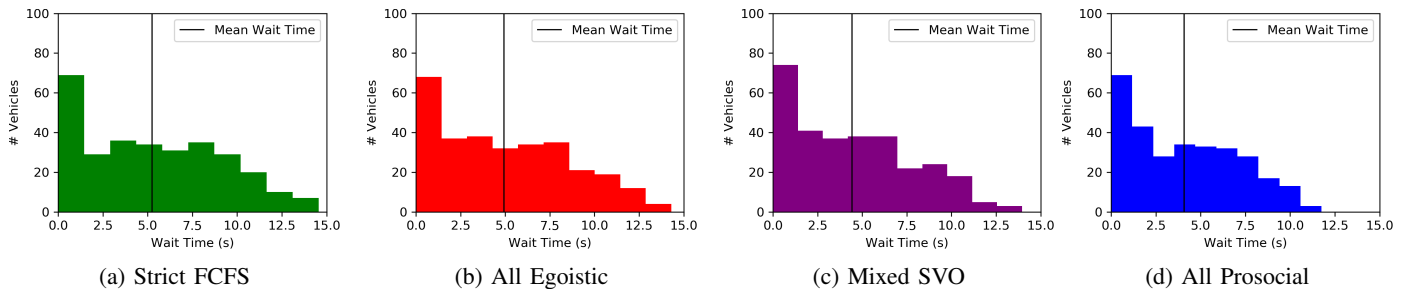 100
80
60
40
20
0
# Vehicles
Mean Wait Time
0.0 2.5 5.0 7.5 10.0 12.5 15.0
Wait Time (s)
(a) Strict FCFS
100
80
60
40
20
0
# Vehicles
Mean Wait Time
0.0 2.5 5.0 7.5 10.0 12.5 15.0
Wait Time (s)
(b) All Egoistic
100
80
60
40
20
0
# Vehicles
Mean Wait Time
0.0 2.5 5.0 7.5 10.0 12.5 15.0
Wait Time (s)
(c) Mixed SVO
100
80
60
40
20
0
# Vehicles
Mean Wait Time
0.0 2.5 5.0 7.5 10.0 12.5 15.0
Wait Time (s)
(d) All Prosocial